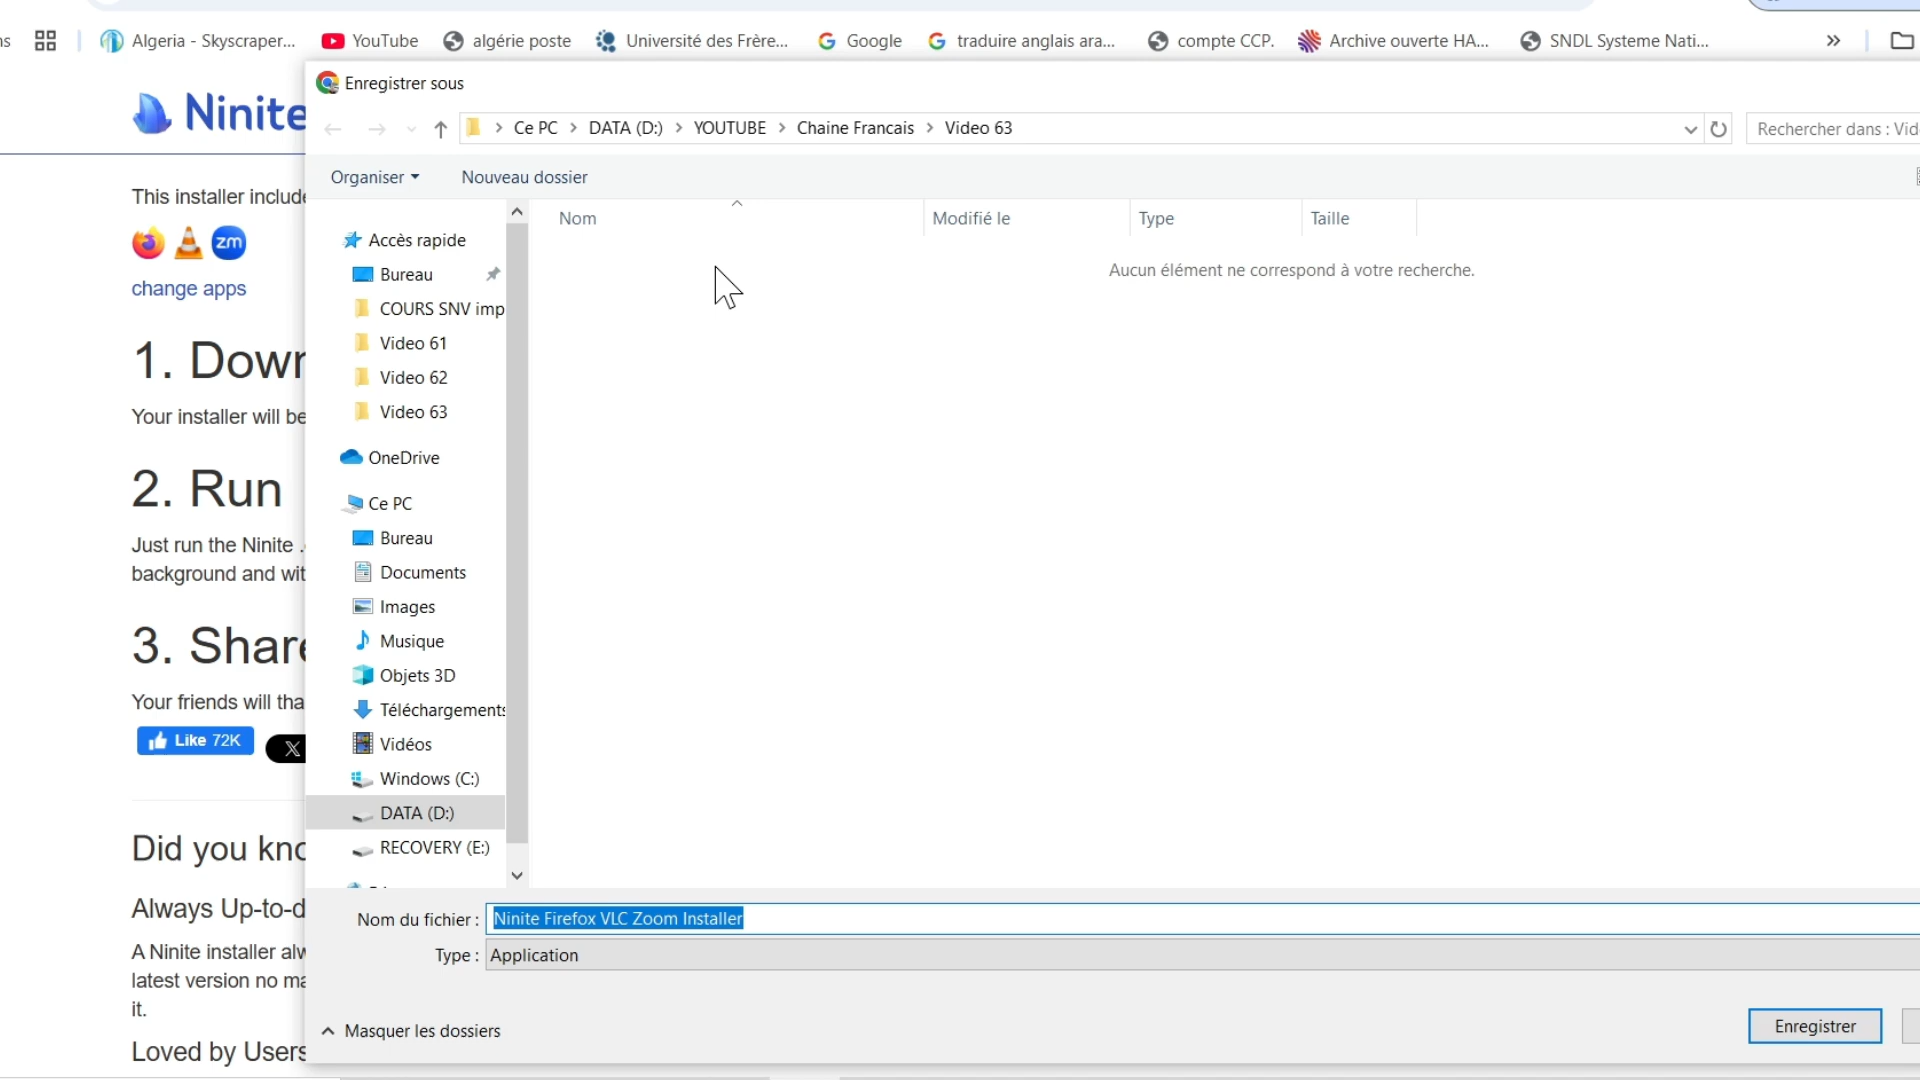 ns
Algeria - Skyscraper...
YouTube
algérie poste
Université des Frère...
Google
traduire anglais ara...
compte CCP.
Archive ouverte HA...
SNDL Systeme Nati...
»
Ninite
This installer include
zm
change apps
1. Down
Your installer will be
2. Run
Just run the Ninite .
background and wit
3. Share
Your friends will tha
Like 72K
X
Did you kno
Always Up-to-d
A Ninite installer alw
latest version no ma
it.
Loved by Users
Enregistrer sous
Ce PC > DATA (D:) > YOUTUBE > Chaine Francais > Video 63
Rechercher dans : Vid
Organiser
Nouveau dossier
Nom
Modifié le
Type
Taille
Aucun élément ne correspond à votre recherche.
Accès rapide
Bureau
COURS SNV imp
Video 61
Video 62
Video 63
OneDrive
Ce PC
Bureau
Documents
Images
Musique
Objets 3D
Téléchargements
Vidéos
Windows (C:)
DATA (D:)
RECOVERY (E:)
Nom du fichier : Ninite Firefox VLC Zoom Installer
Type : Application
Masquer les dossiers
Enregistrer